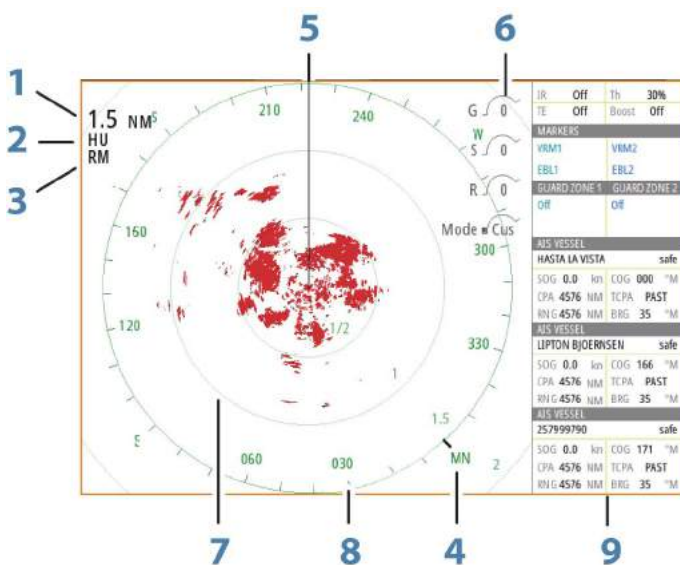 5
6
1
2
3
1.5 NM
HU
RM
S
210
240
W
160
300
120
330
E
060
030
MN
1/2
1
1.5
2
G 0
S 0
R 0
Mode Cus
IR Off Th 30%
TE Off Boost Off
MARKERS
VRM1 VRM2
EBL1 EBL2
GUARD ZONE 1 GUARD ZONE 2
Off Off
AIS VESSEL
HASTA LA VISTA safe
SOG 0.0 kn COG 000 °M
CPA 4576 NM TCPA PAST
RNG 4576 NM BRG 35 °M
AIS VESSEL
LIPTON BJOERNSEN safe
SOG 0.0 kn COG 166 °M
CPA 4576 NM TCPA PAST
RNG 4576 NM BRG 35 °M
AIS VESSEL
257999790 safe
SOG 0.0 kn COG 171 °M
CPA 4576 NM TCPA PAST
RNG 4576 NM BRG 35 °M
7
8
4
9